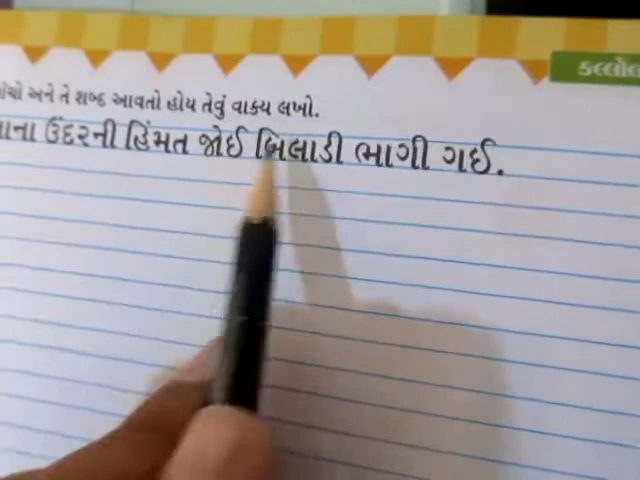 કલ્લોલ
અને તે શબ્દ આવતો હોય તેવું વાક્ય લખો.
ઉંદરની હિંમત જોઈ બિલાડી ભાગી ગઈ.